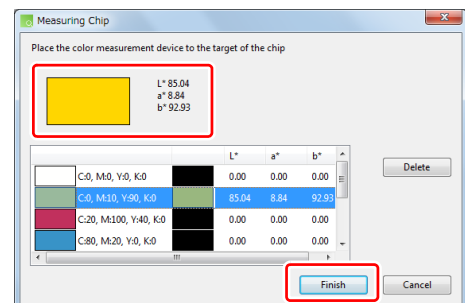 Measuring Chip
Place the color measurement device to the target of the chip
L* 85.04
a* 8.84
b* 92.93
L* a* b*
C:0, M:0, Y:0, K:0 0.00 0.00 0.00
C:0, M:10, Y:90, K:0 85.04 8.84 92.93
C:20, M:100, Y:40, K:0 0.00 0.00 0.00
C:80, M:20, Y:0, K:0 0.00 0.00 0.00
Delete
Finish Cancel